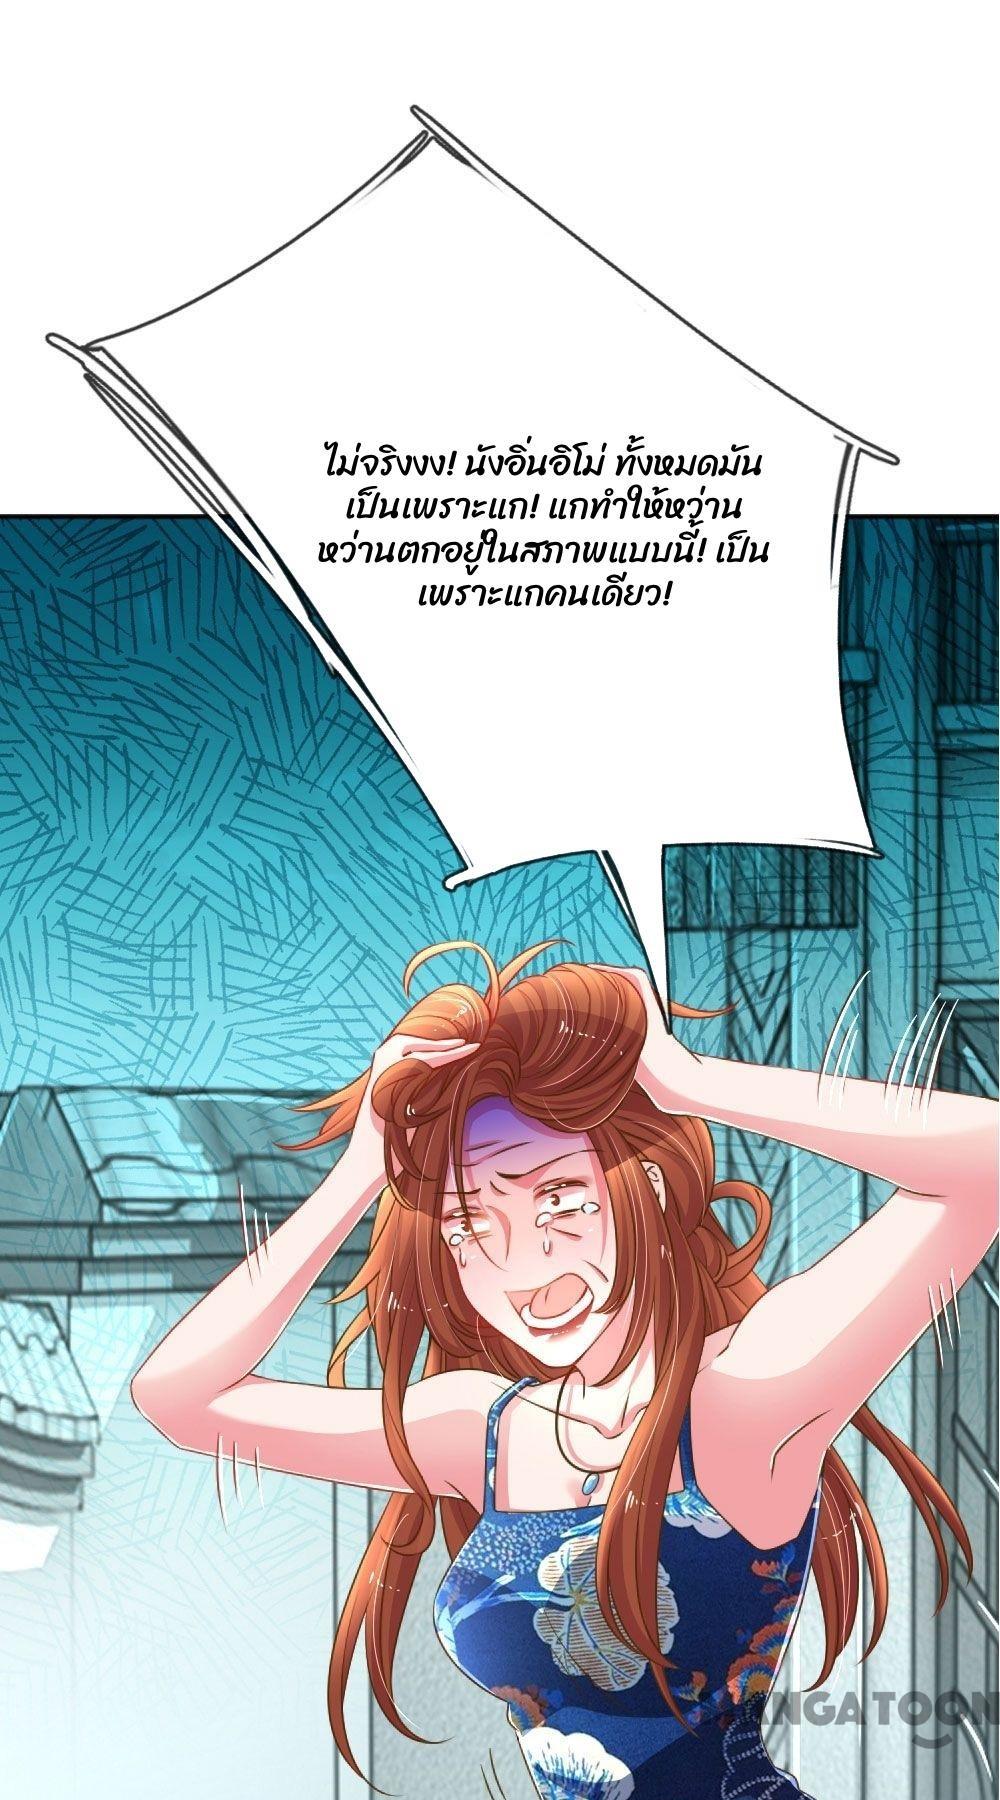 ไม่จริงงง! นังอิ่นอิโม่ ทั้งหมดมัน
เป็นเพราะแก! แกทำให้หว่าน
หว่านตกอยู่ในสภาพแบบนี้! เป็น
เพราะแกคนเดียว!
MANGATOON